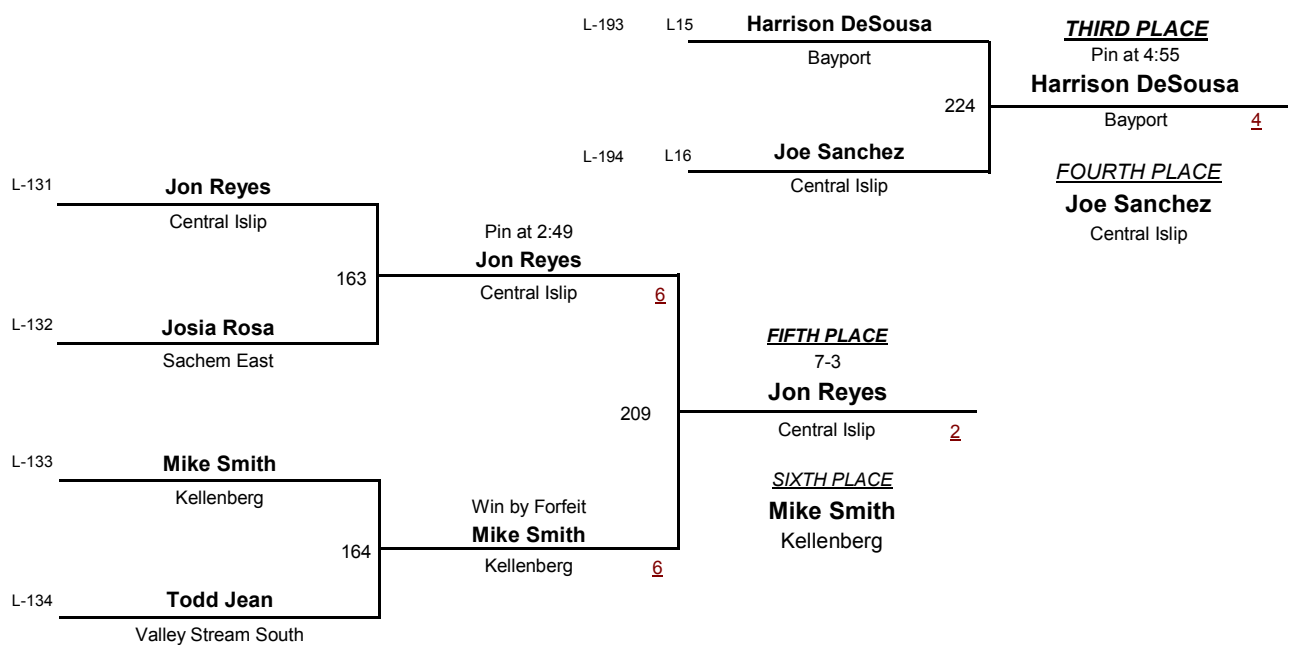 L-193 L15 Harrison DeSousa
Bayport
THIRD PLACE
Pin at 4:55
Harrison DeSousa
224
Bayport 4
L-194 L16 Joe Sanchez
Central Islip
FOURTH PLACE
Joe Sanchez
Central Islip
L-131 Jon Reyes
Central Islip
Pin at 2:49
Jon Reyes
163
Central Islip 6
L-132 Josia Rosa
Sachem East
FIFTH PLACE
7-3
Jon Reyes
209
Central Islip 2
L-133 Mike Smith
Kellenberg
SIXTH PLACE
Mike Smith
Kellenberg
Win by Forfeit
Mike Smith
164
Kellenberg 6
L-134 Todd Jean
Valley Stream South